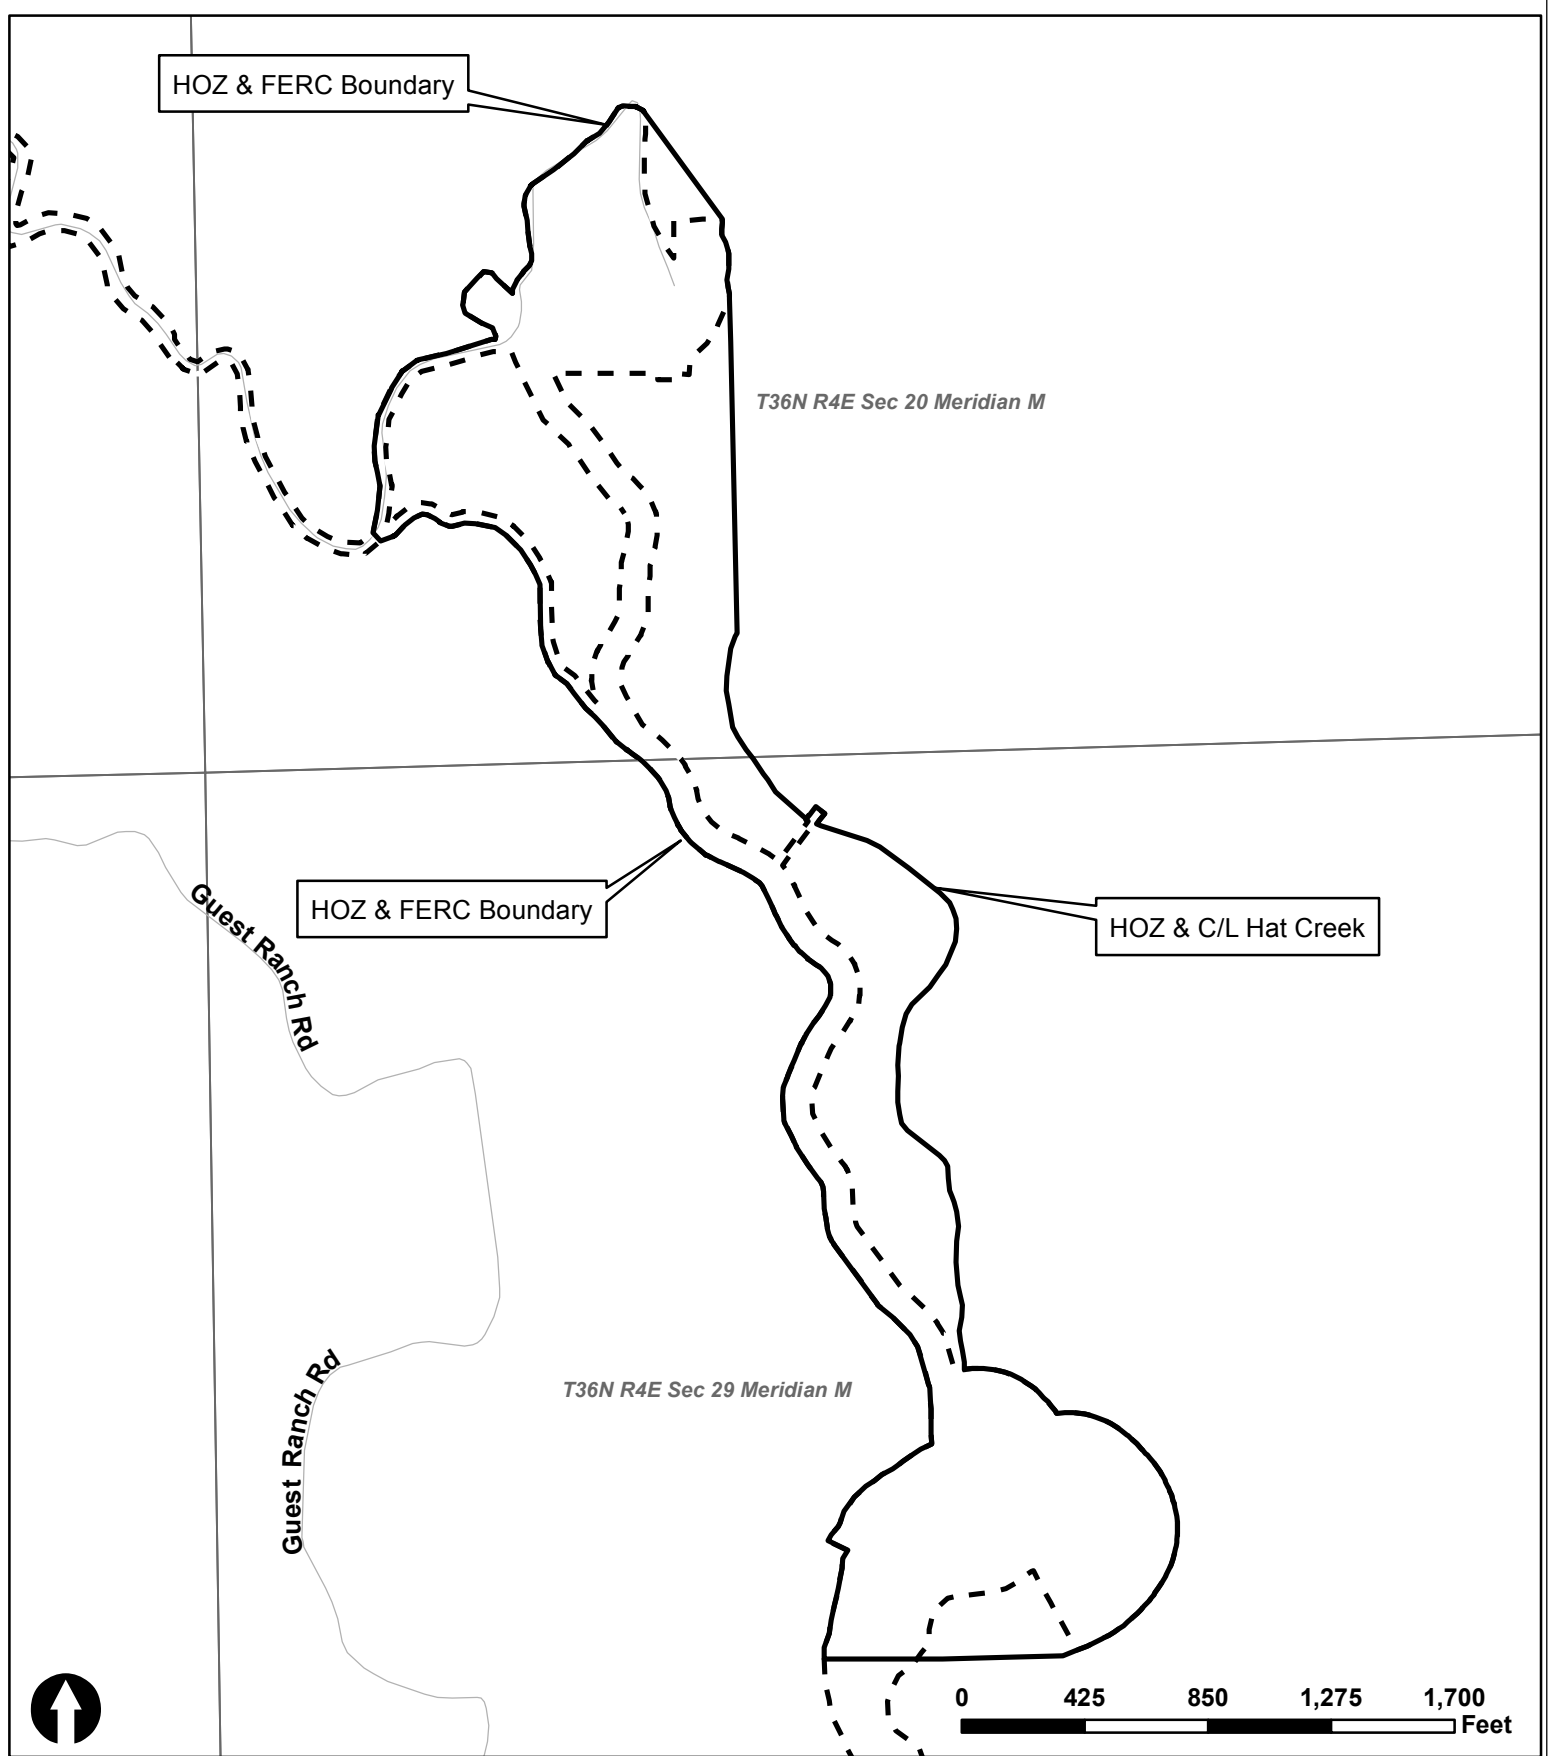 HOZ & FERC Boundary
T36N R4E Sec 20 Meridian M
Guest Ranch Rd
HOZ & FERC Boundary
HOZ & C/L Hat Creek
T36N R4E Sec 29 Meridian M
Guest Ranch Rd
0 425 850 1,275 1,700
Feet